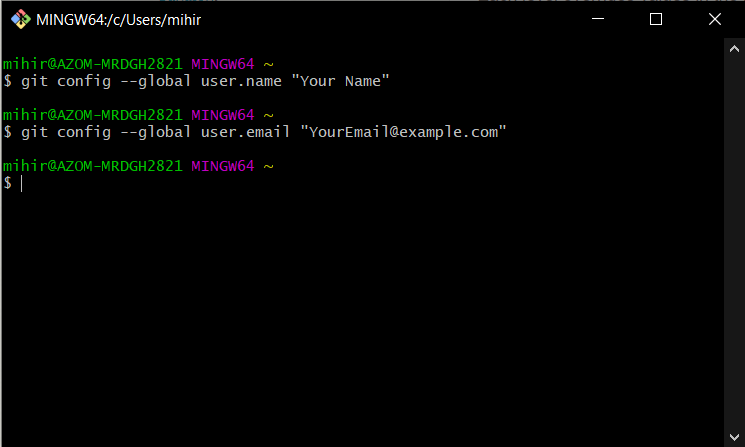 MINGW64:/c/Users/mihir
mihir@AZOM-MRDGH2821 MINGW64 ~
$ git config --global user.name "Your Name"
mihir@AZOM-MRDGH2821 MINGW64 ~
$ git config --global user.email "YourEmail@example.com"
mihir@AZOM-MRDGH2821 MINGW64 ~
$